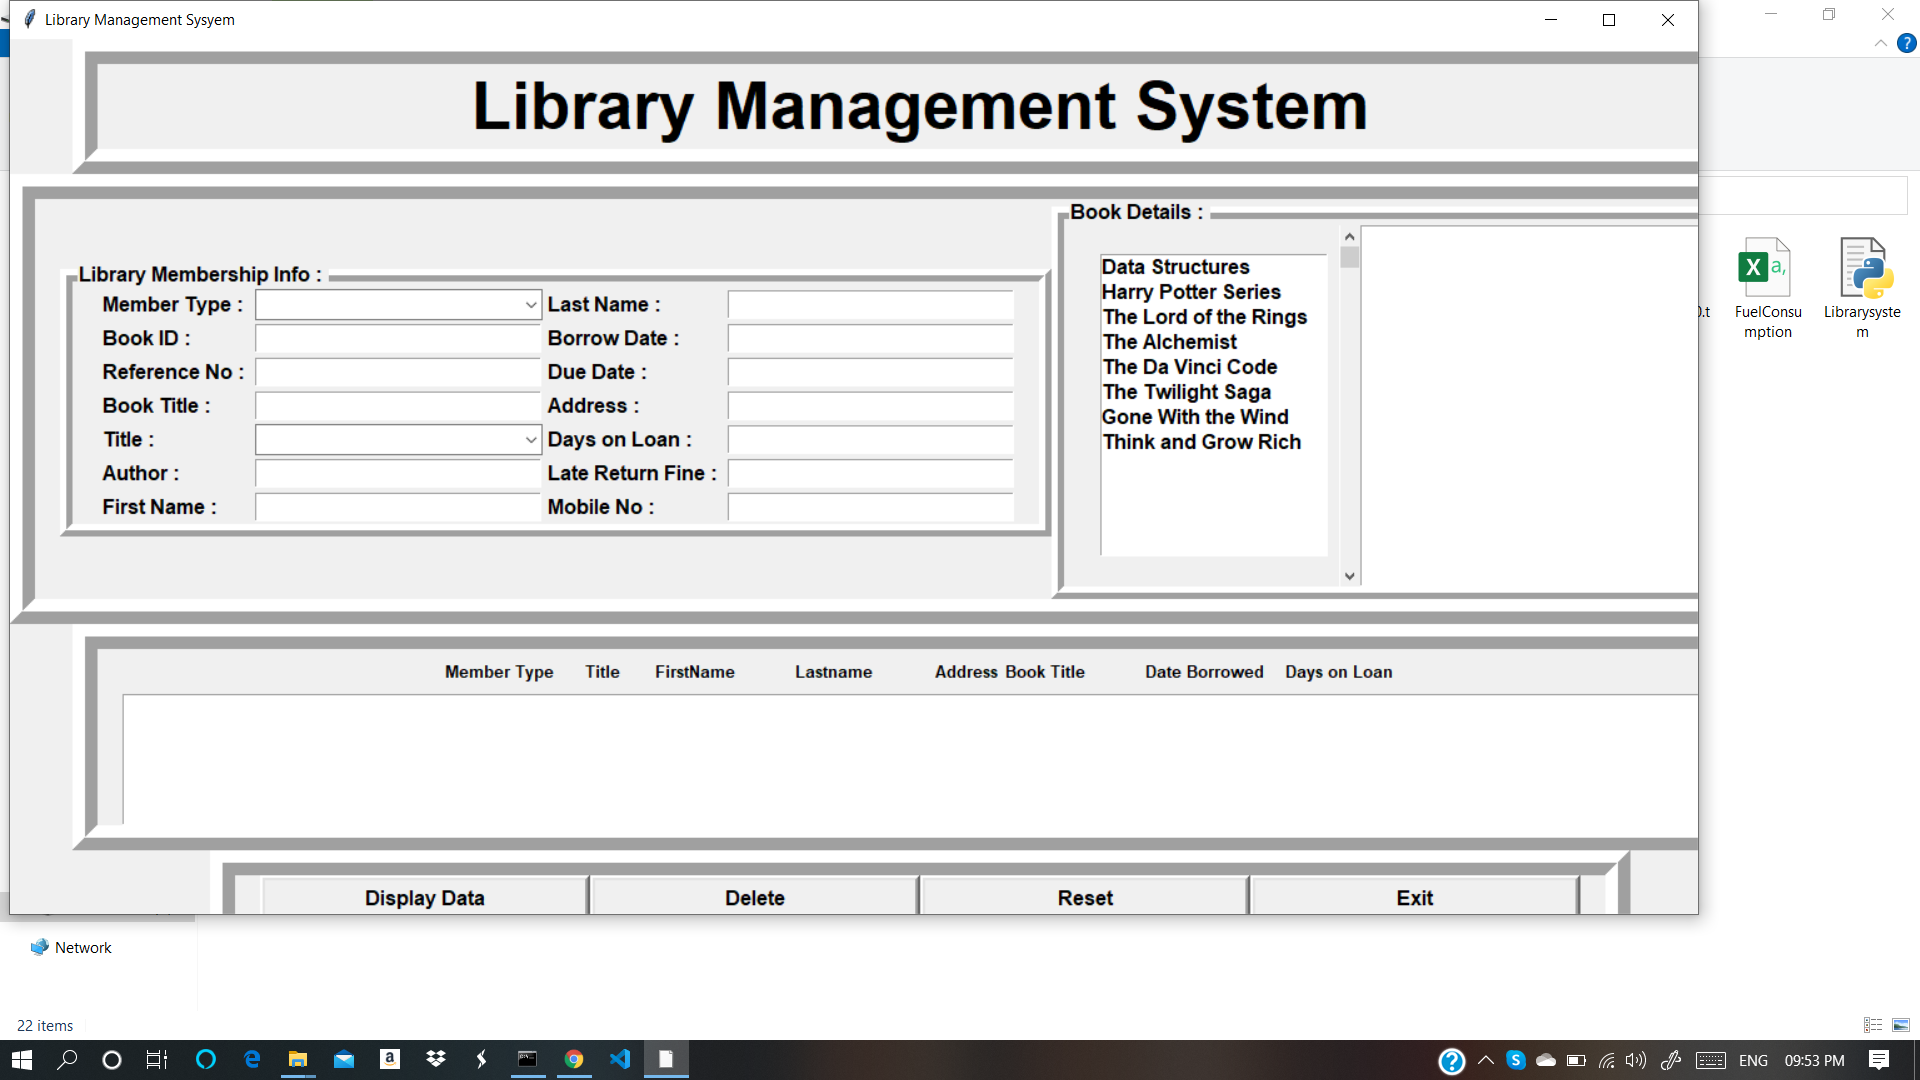 Library Management Sysyem
Library Management System
Library Membership Info :
Member Type :
Last Name :
Book ID :
Borrow Date :
Reference No :
Due Date :
Book Title :
Address :
Title :
Days on Loan :
Author :
Late Return Fine :
First Name :
Mobile No :
Book Details :
Data Structures
Harry Potter Series
The Lord of the Rings
The Alchemist
The Da Vinci Code
The Twilight Saga
Gone With the Wind
Think and Grow Rich
Member Type Title FirstName Lastname Address Book Title Date Borrowed Days on Loan
Display Data
Delete
Reset
Exit
).t
FuelConsu
mption
Librarysyste
m
Network
22 items
ENG
09:53 PM